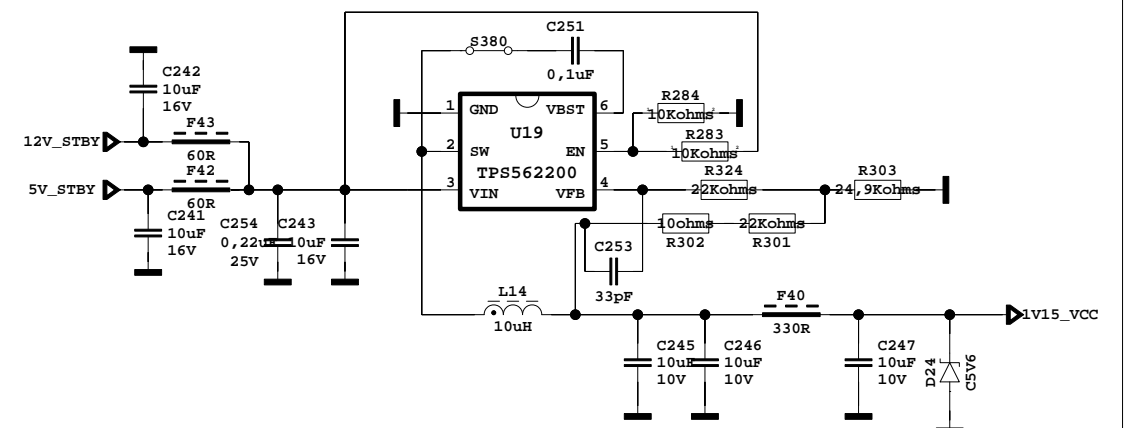 C251
S380
0,1uF
C242
10uF
16V
12V_STBY
F43
60R
5V_STBY
F42
60R
C241
10uF
16V
C254
0,22uF
25V
C243
10uF
16V
1 GND VBST 6
U19
2 SW EN 5
TPS562200
3 VIN VFB 4
R284
10Kohms
R283
10Kohms
R324
22Kohms
R303
24,9Kohms
10ohms
R302
22Kohms
R301
C253
33pF
L14
10uH
F40
330R
1V15_VCC
C245
10uF
10V
C246
10uF
10V
C247
10uF
10V
D24
C5V6